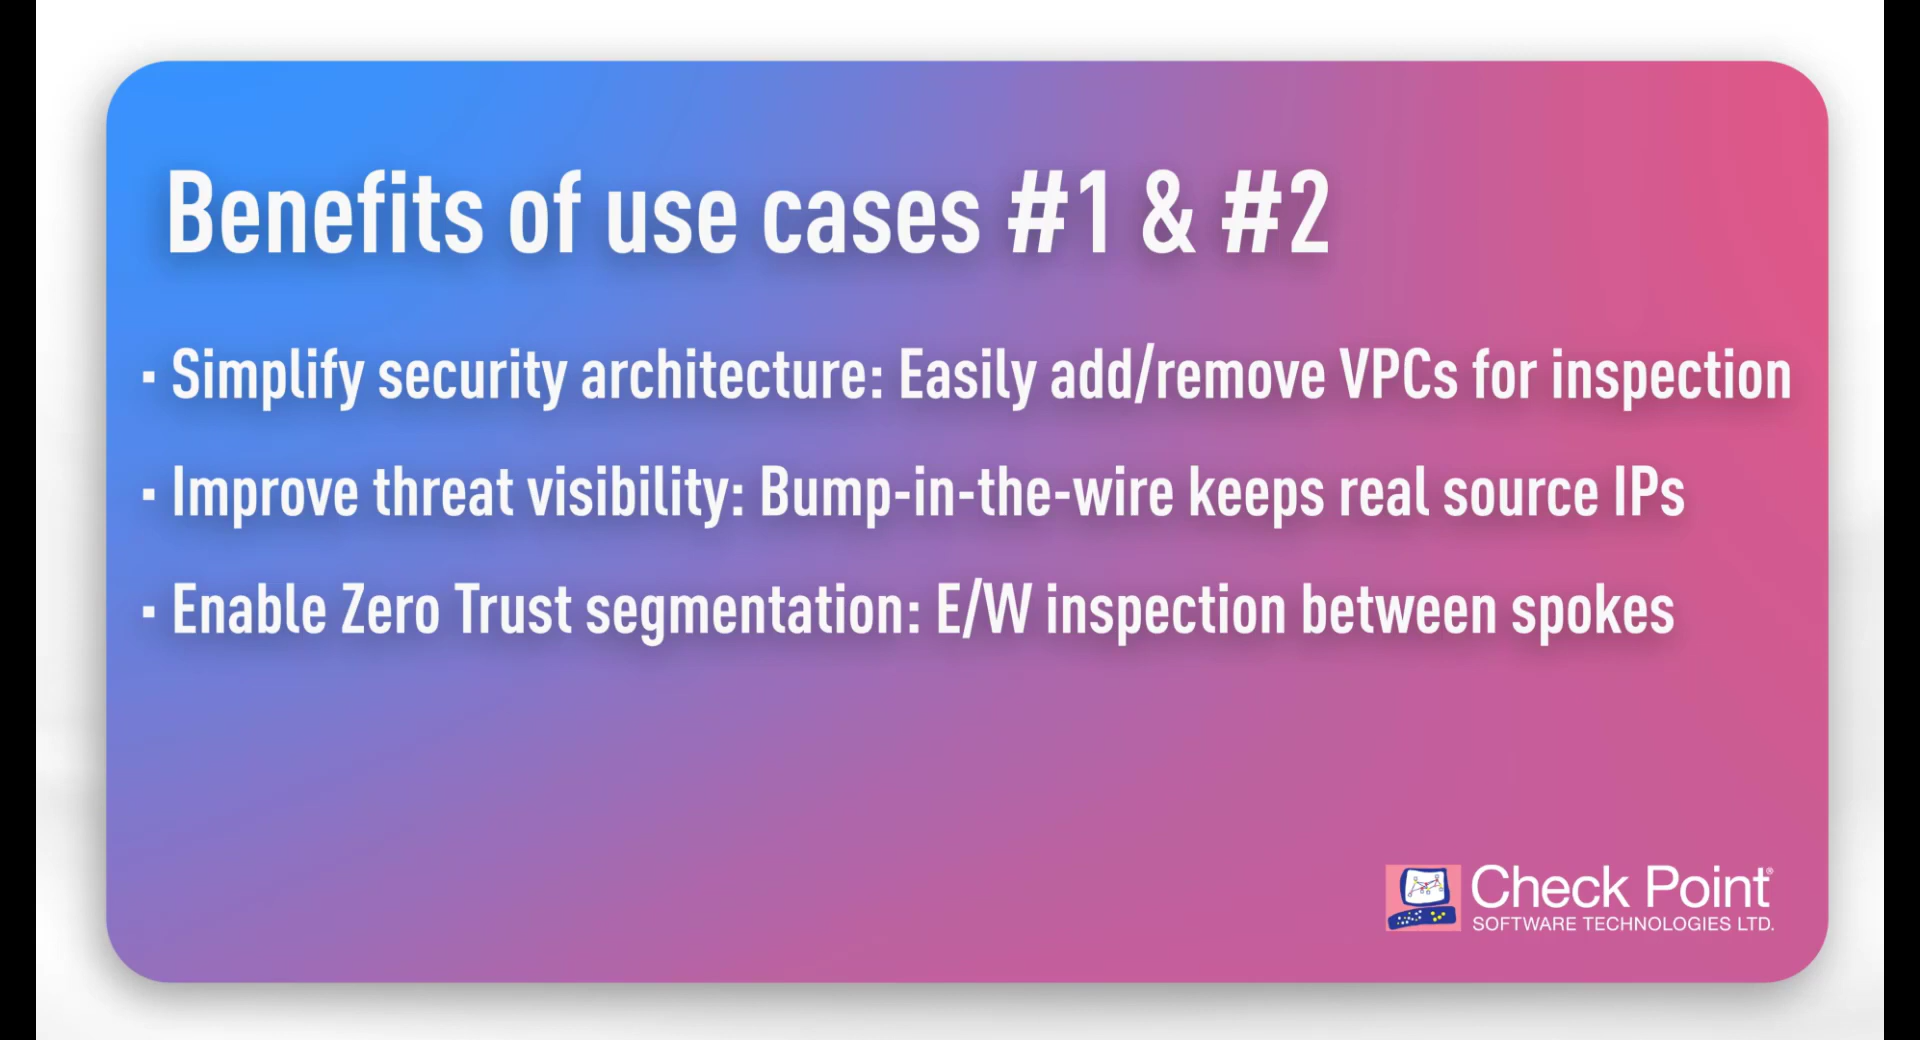 Benefits of use cases #1 & #2
· Simplify security architecture: Easily add/remove VPCs for inspection
· Improve threat visibility: Bump-in-the-wire keeps real source IPs
· Enable Zero Trust segmentation: E/W inspection between spokes
Check Point®
SOFTWARE TECHNOLOGIES LTD.